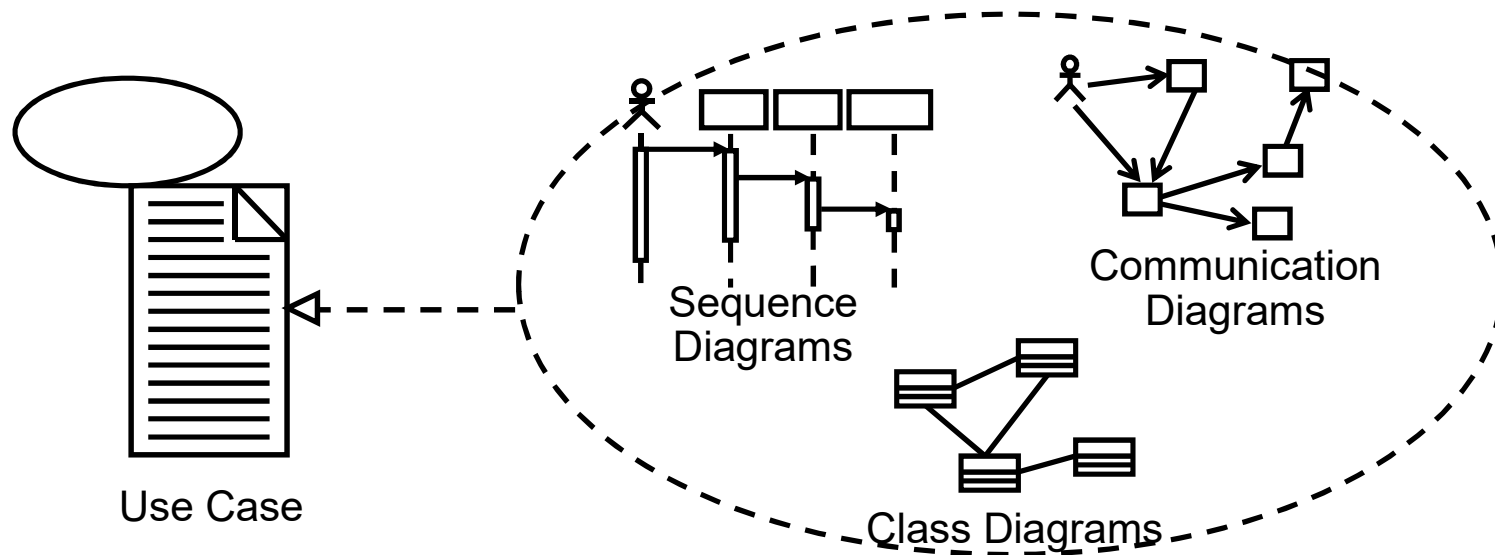 Use Case
Sequence
Diagrams
Communication
Diagrams
Class Diagrams